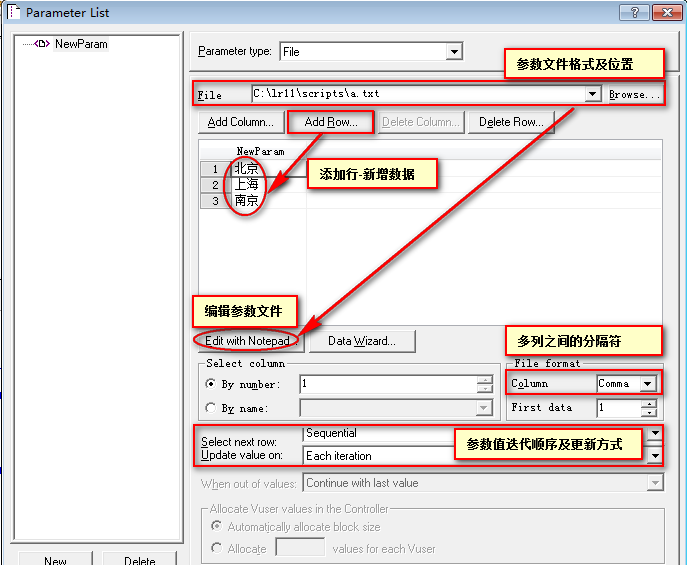 Parameter List
NewParam
Parameter type: File
参数文件格式及位置
File C:\lr11\scripts\a.txt Browse...
Add Column... Add Row... Delete Column... Delete Row...
NewParam
1 北京
2 上海
3 南京
添加行-新增数据
编辑参数文件
Edit with Notepad... Data Wizard...
多列之间的分隔符
Select column
File format
By number: 1
Column Comma
By name:
First data 1
Select next row: Sequential
Update value on: Each iteration
参数值迭代顺序及更新方式
When out of values: Continue with last value
Allocate Vuser values in the Controller
Automatically allocate block size
Allocate values for each Vuser
New Delete